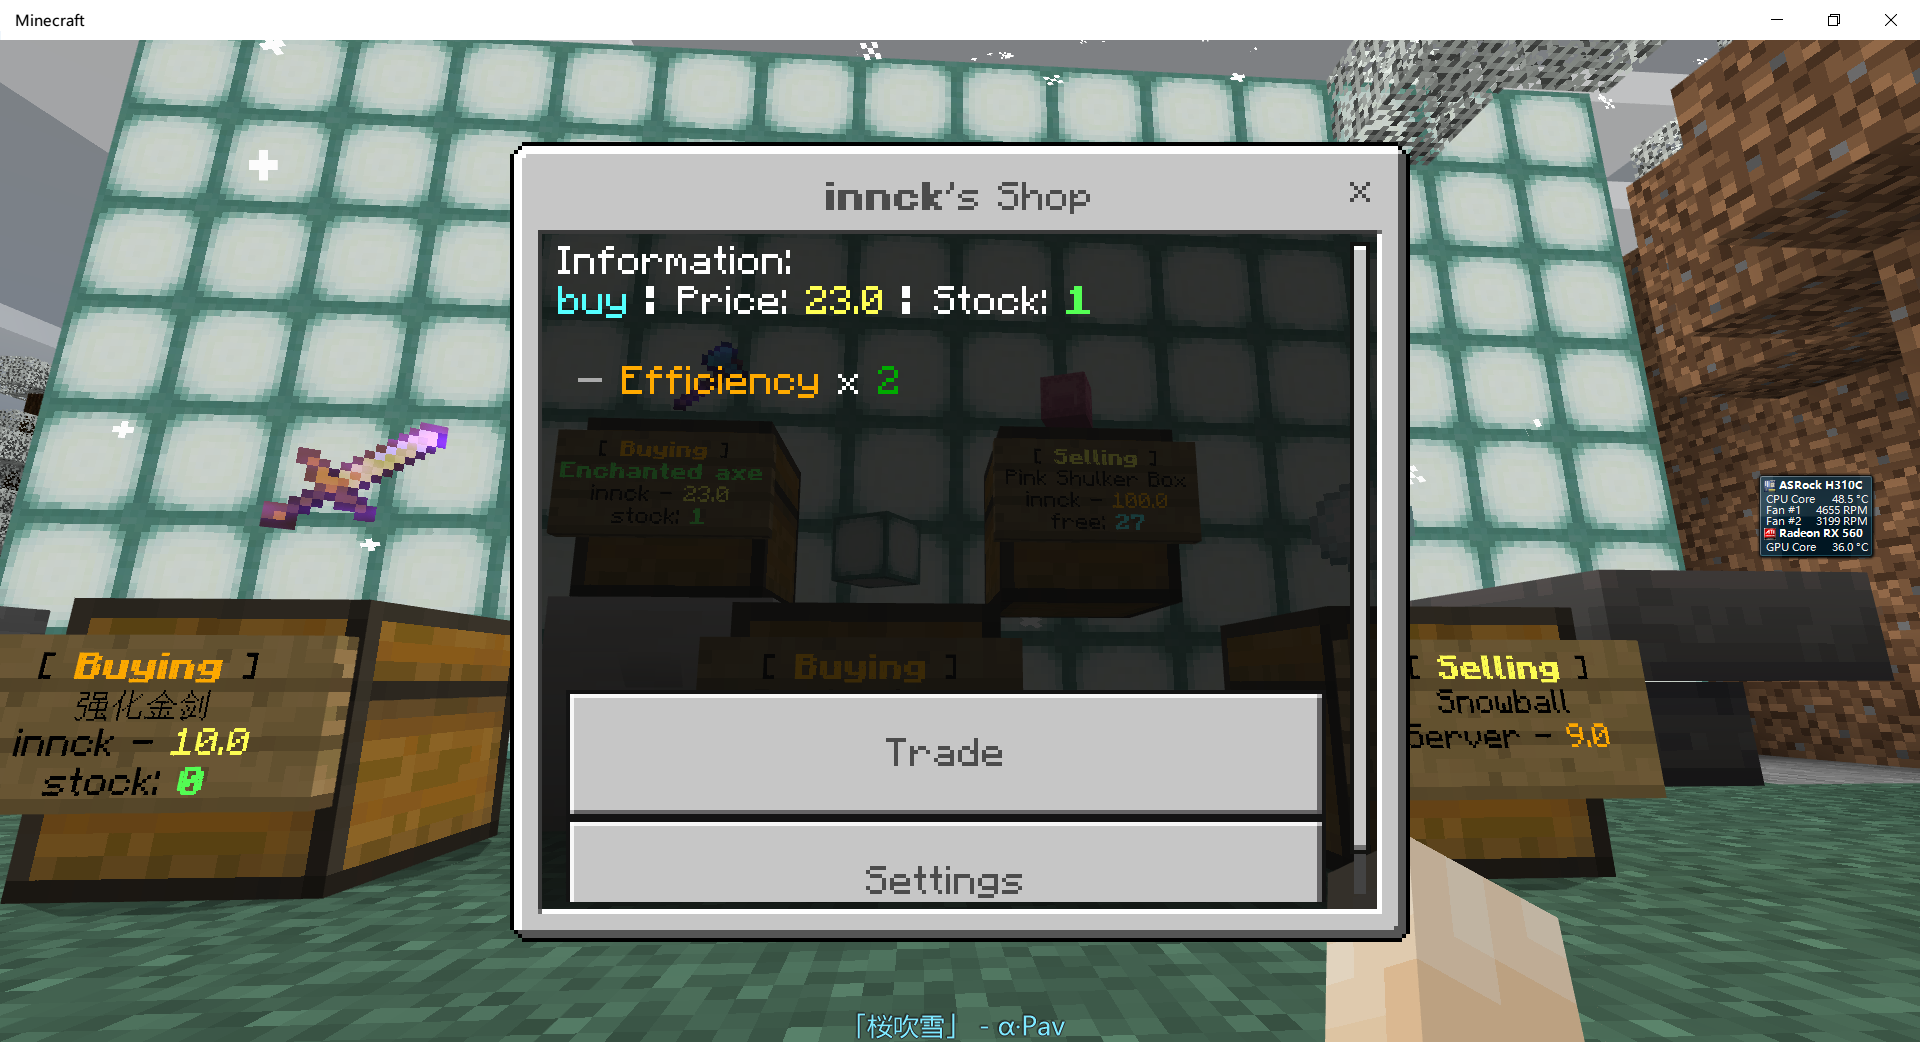 Minecraft
innck's Shop
Information:
buy ¦ Price: 23.0 ¦ Stock: 1
- Efficiency x 2
[ Buying ]
Enchanted axe
innck - 23.0
stock: 1
[ Selling ]
Pink Shulker Box
innck - 100.0
free: 27
[ Buying ]
Trade
Settings
[ Buying ]
强化金剑
innck - 10.0
stock: 0
[ Selling ]
Snowball
Server - 9.0
ASRock H310C
CPU Core 48.5 °C
Fan #1 4655 RPM
Fan #2 3199 RPM
Radeon RX 560
GPU Core 36.0 °C
「桜吹雪」 - α·Pav